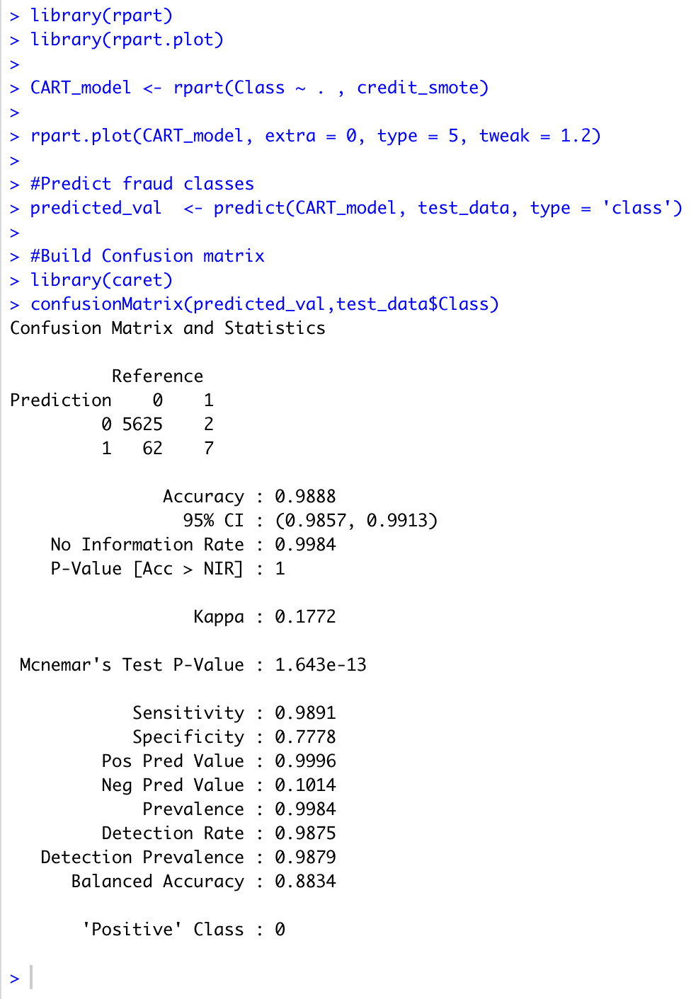 > library(rpart)
> library(rpart.plot)
>
> CART_model <- rpart(Class ~ . , credit_smote)
>
> rpart.plot(CART_model, extra = 0, type = 5, tweak = 1.2)
>
> #Predict fraud classes
> predicted_val  <- predict(CART_model, test_data, type = 'class')
>
> #Build Confusion matrix
> library(caret)
> confusionMatrix(predicted_val,test_data$Class)
Confusion Matrix and Statistics

          Reference
Prediction    0    1
         0 5625    2
         1   62    7

               Accuracy : 0.9888
                 95% CI : (0.9857, 0.9913)
    No Information Rate : 0.9984
    P-Value [Acc > NIR] : 1

                  Kappa : 0.1772

 Mcnemar's Test P-Value : 1.643e-13

            Sensitivity : 0.9891
            Specificity : 0.7778
         Pos Pred Value : 0.9996
         Neg Pred Value : 0.1014
             Prevalence : 0.9984
         Detection Rate : 0.9875
   Detection Prevalence : 0.9879
      Balanced Accuracy : 0.8834

       'Positive' Class : 0

>